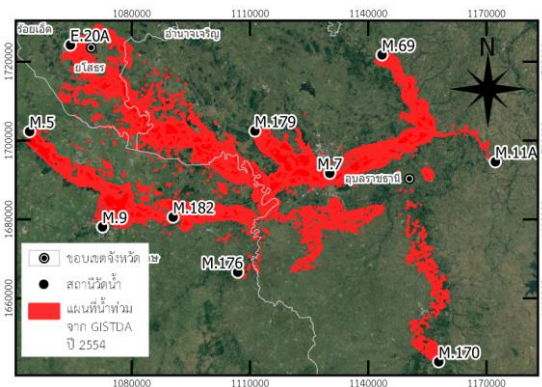 1080000 1110000 1140000 1170000
ร้อยเอ็ด
อำนาจเจริญ
E.20A
ยโสธร
M.69
N
1720000
M.5
M.179
1700000
M.7
M.11A
อุบลราชธานี
M.182
M.9
1680000
M.176
ขอบเขตจังหวัด
สถานีวัดน้ำ
แผนที่น้ำท่วม
จาก GISTDA
ปี 2554
1660000
M.170
1080000 1110000 1140000 1170000